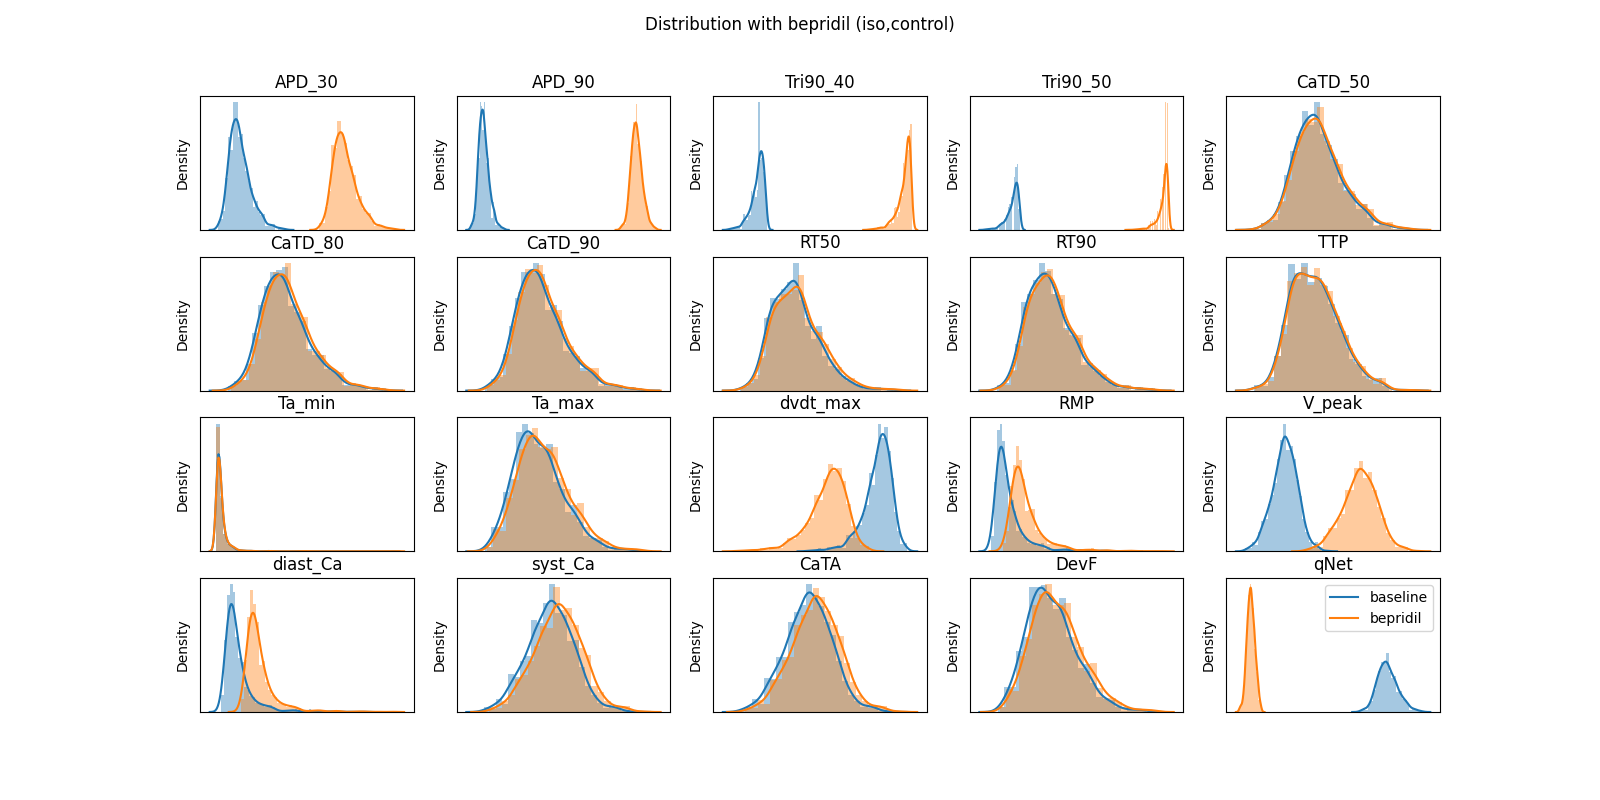 Distribution with bepridil (iso,control)
APD_30
APD_90
Tri90_40
Tri90_50
CaTD_50
Density
Density
Density
Density
Density
CaTD_80
CaTD_90
RT50
RT90
TTP
Density
Density
Density
Density
Density
Ta_min
Ta_max
dvdt_max
RMP
V_peak
Density
Density
Density
Density
Density
diast_Ca
syst_Ca
CaTA
DevF
qNet
Density
Density
Density
Density
Density
baseline
bepridil